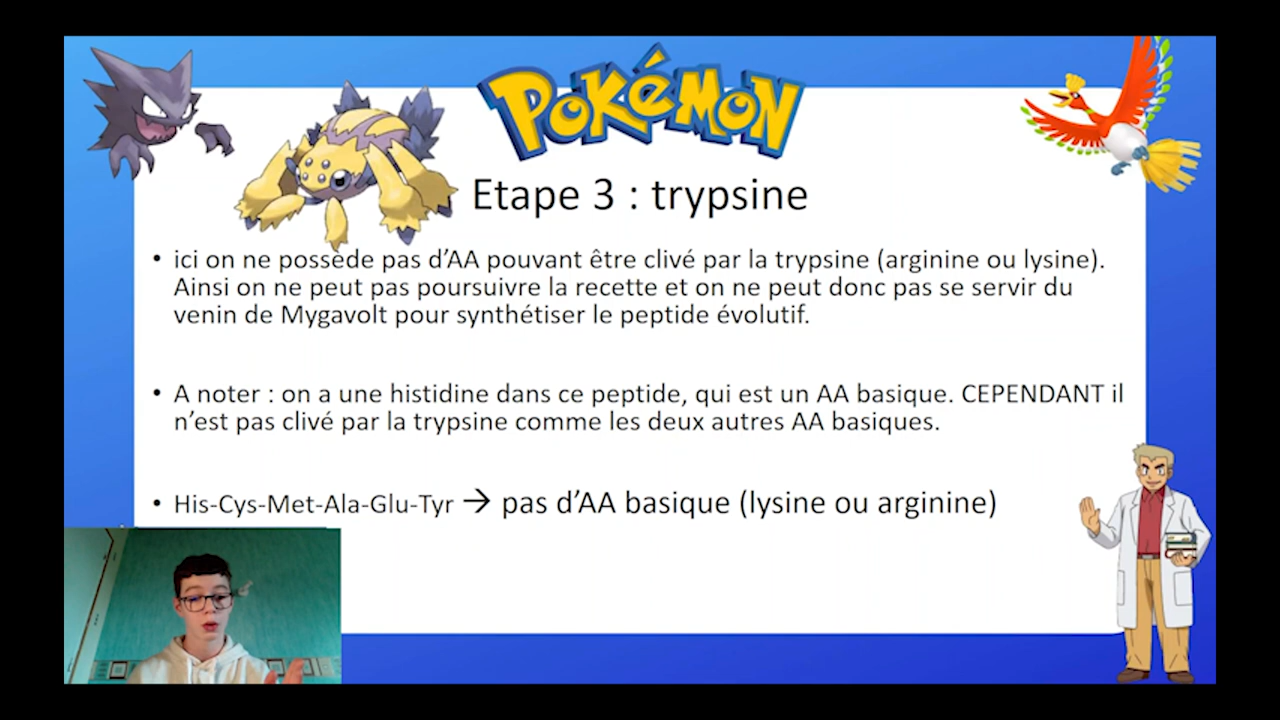 POKéMON
Etape 3 : trypsine
• ici on ne possède pas d’AA pouvant être clivé par la trypsine (arginine ou lysine).
Ainsi on ne peut pas poursuivre la recette et on ne peut donc pas se servir du
venin de Mygavolt pour synthétiser le peptide évolutif.
• A noter : on a une histidine dans ce peptide, qui est un AA basique. CEPENDANT il
n’est pas clivé par la trypsine comme les deux autres AA basiques.
• His-Cys-Met-Ala-Glu-Tyr → pas d’AA basique (lysine ou arginine)